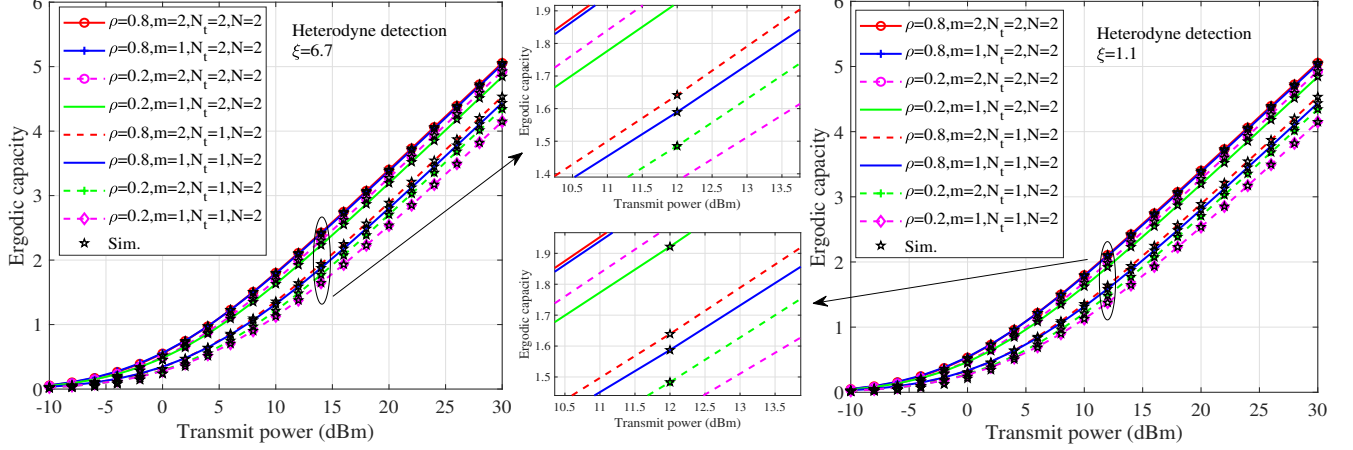 6
5
4
3
2
1
0
Ergodic capacity
-10
-5
0
5
10
15
20
25
30
Transmit power (dBm)
ρ=0.8,m=2,N_t=2,N=2
ρ=0.8,m=1,N_t=2,N=2
ρ=0.2,m=2,N_t=2,N=2
ρ=0.2,m=1,N_t=2,N=2
ρ=0.8,m=2,N_t=1,N=2
ρ=0.8,m=1,N_t=1,N=2
ρ=0.2,m=2,N_t=1,N=2
ρ=0.2,m=1,N_t=1,N=2
Sim.
Heterodyne detection
ξ=6.7
1.9
1.8
1.7
1.6
1.5
1.4
Ergodic capacity
10.5
11
11.5
12
12.5
13
13.5
Transmit power (dBm)
1.9
1.8
1.7
1.6
1.5
Ergodic capacity
10.5
11
11.5
12
12.5
13
13.5
Transmit power (dBm)
6
5
4
3
2
1
0
Ergodic capacity
-10
-5
0
5
10
15
20
25
30
Transmit power (dBm)
ρ=0.8,m=2,N_t=2,N=2
ρ=0.8,m=1,N_t=2,N=2
ρ=0.2,m=2,N_t=2,N=2
ρ=0.2,m=1,N_t=2,N=2
ρ=0.8,m=2,N_t=1,N=2
ρ=0.8,m=1,N_t=1,N=2
ρ=0.2,m=2,N_t=1,N=2
ρ=0.2,m=1,N_t=1,N=2
Sim.
Heterodyne detection
ξ=1.1